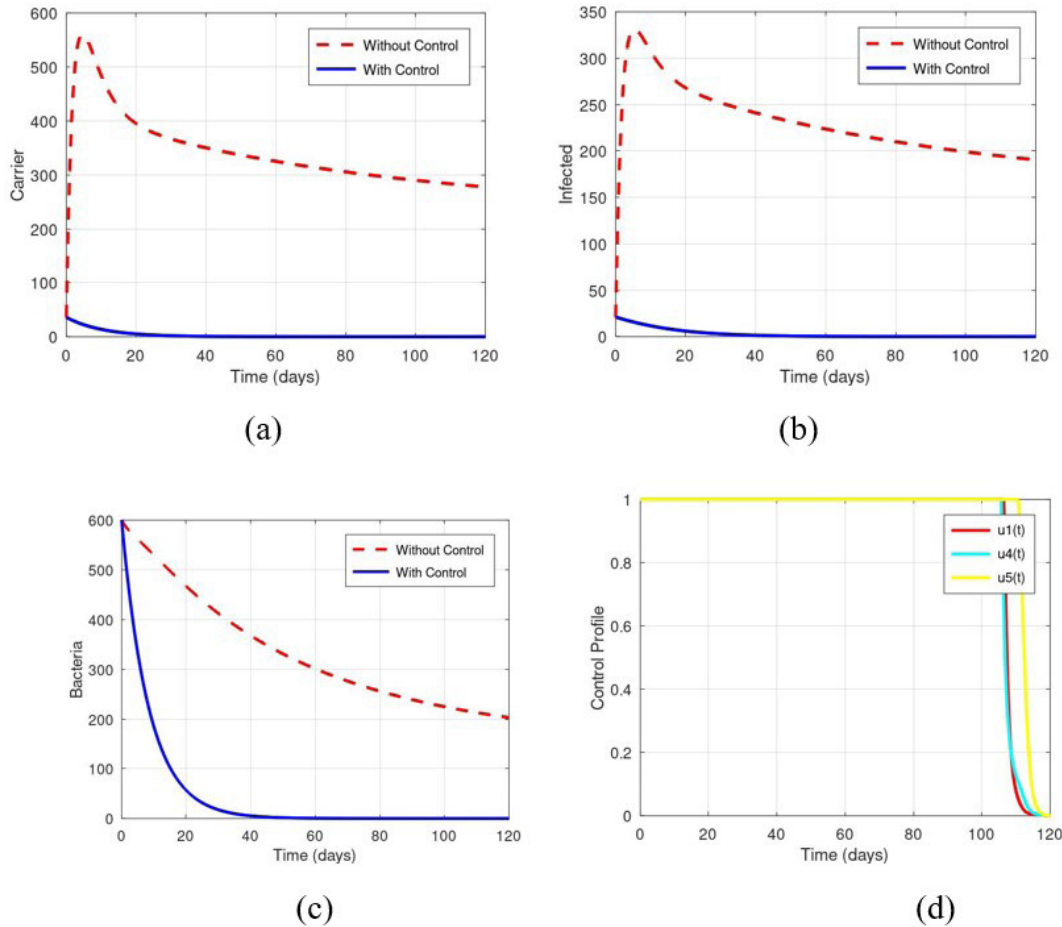 600
500
400
300
200
100
0
0 20 40 60 80 100 120
Carrier
Time (days)
Without Control
With Control
(a)
350
300
250
200
150
100
50
0
0 20 40 60 80 100 120
Infected
Time (days)
Without Control
With Control
(b)
600
500
400
300
200
100
0
0 20 40 60 80 100 120
Bacteria
Time (days)
Without Control
With Control
(c)
1
0.8
0.6
0.4
0.2
0
0 20 40 60 80 100 120
Control Profile
Time (days)
u1(t)
u4(t)
u5(t)
(d)